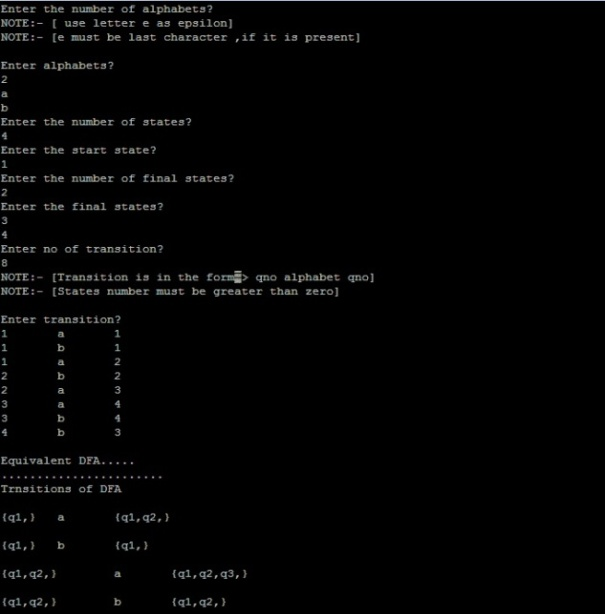 Enter the number of alphabets?
NOTE:- [ use letter e as epsilon]
NOTE:- [e must be last character ,if it is present]
Enter alphabets?
2
a
b
Enter the number of states?
4
Enter the start state?
1
Enter the number of final states?
2
Enter the final states?
3
4
Enter no of transition?
8
NOTE:- [Transition is in the form=> qno alphabet qno]
NOTE:- [States number must be greater than zero]
Enter transition?
1 a 1
1 b 1
1 a 2
2 b 2
2 a 3
3 a 4
3 b 4
4 b 3
Equivalent DFA.....
.......................
Trnsitions of DFA
{q1,} a {q1,q2,}
{q1,} b {q1,}
{q1,q2,} a {q1,q2,q3,}
{q1,q2,} b {q1,q2,}